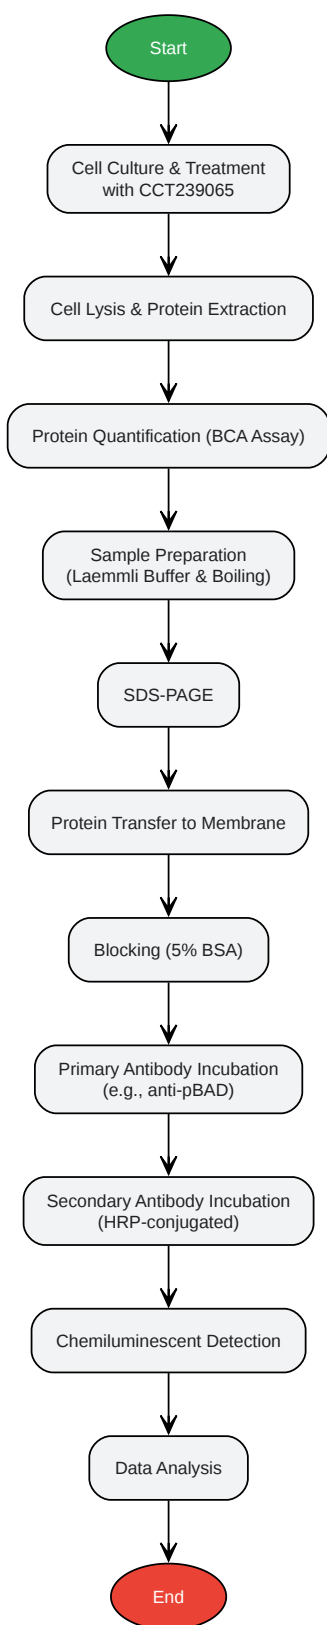 Start
Cell Culture & Treatment
with CCT239065
Cell Lysis & Protein Extraction
Protein Quantification (BCA Assay)
Sample Preparation
(Laemmli Buffer & Boiling)
SDS-PAGE
Protein Transfer to Membrane
Blocking (5% BSA)
Primary Antibody Incubation
(e.g., anti-pBAD)
Secondary Antibody Incubation
(HRP-conjugated)
Chemiluminescent Detection
Data Analysis
End